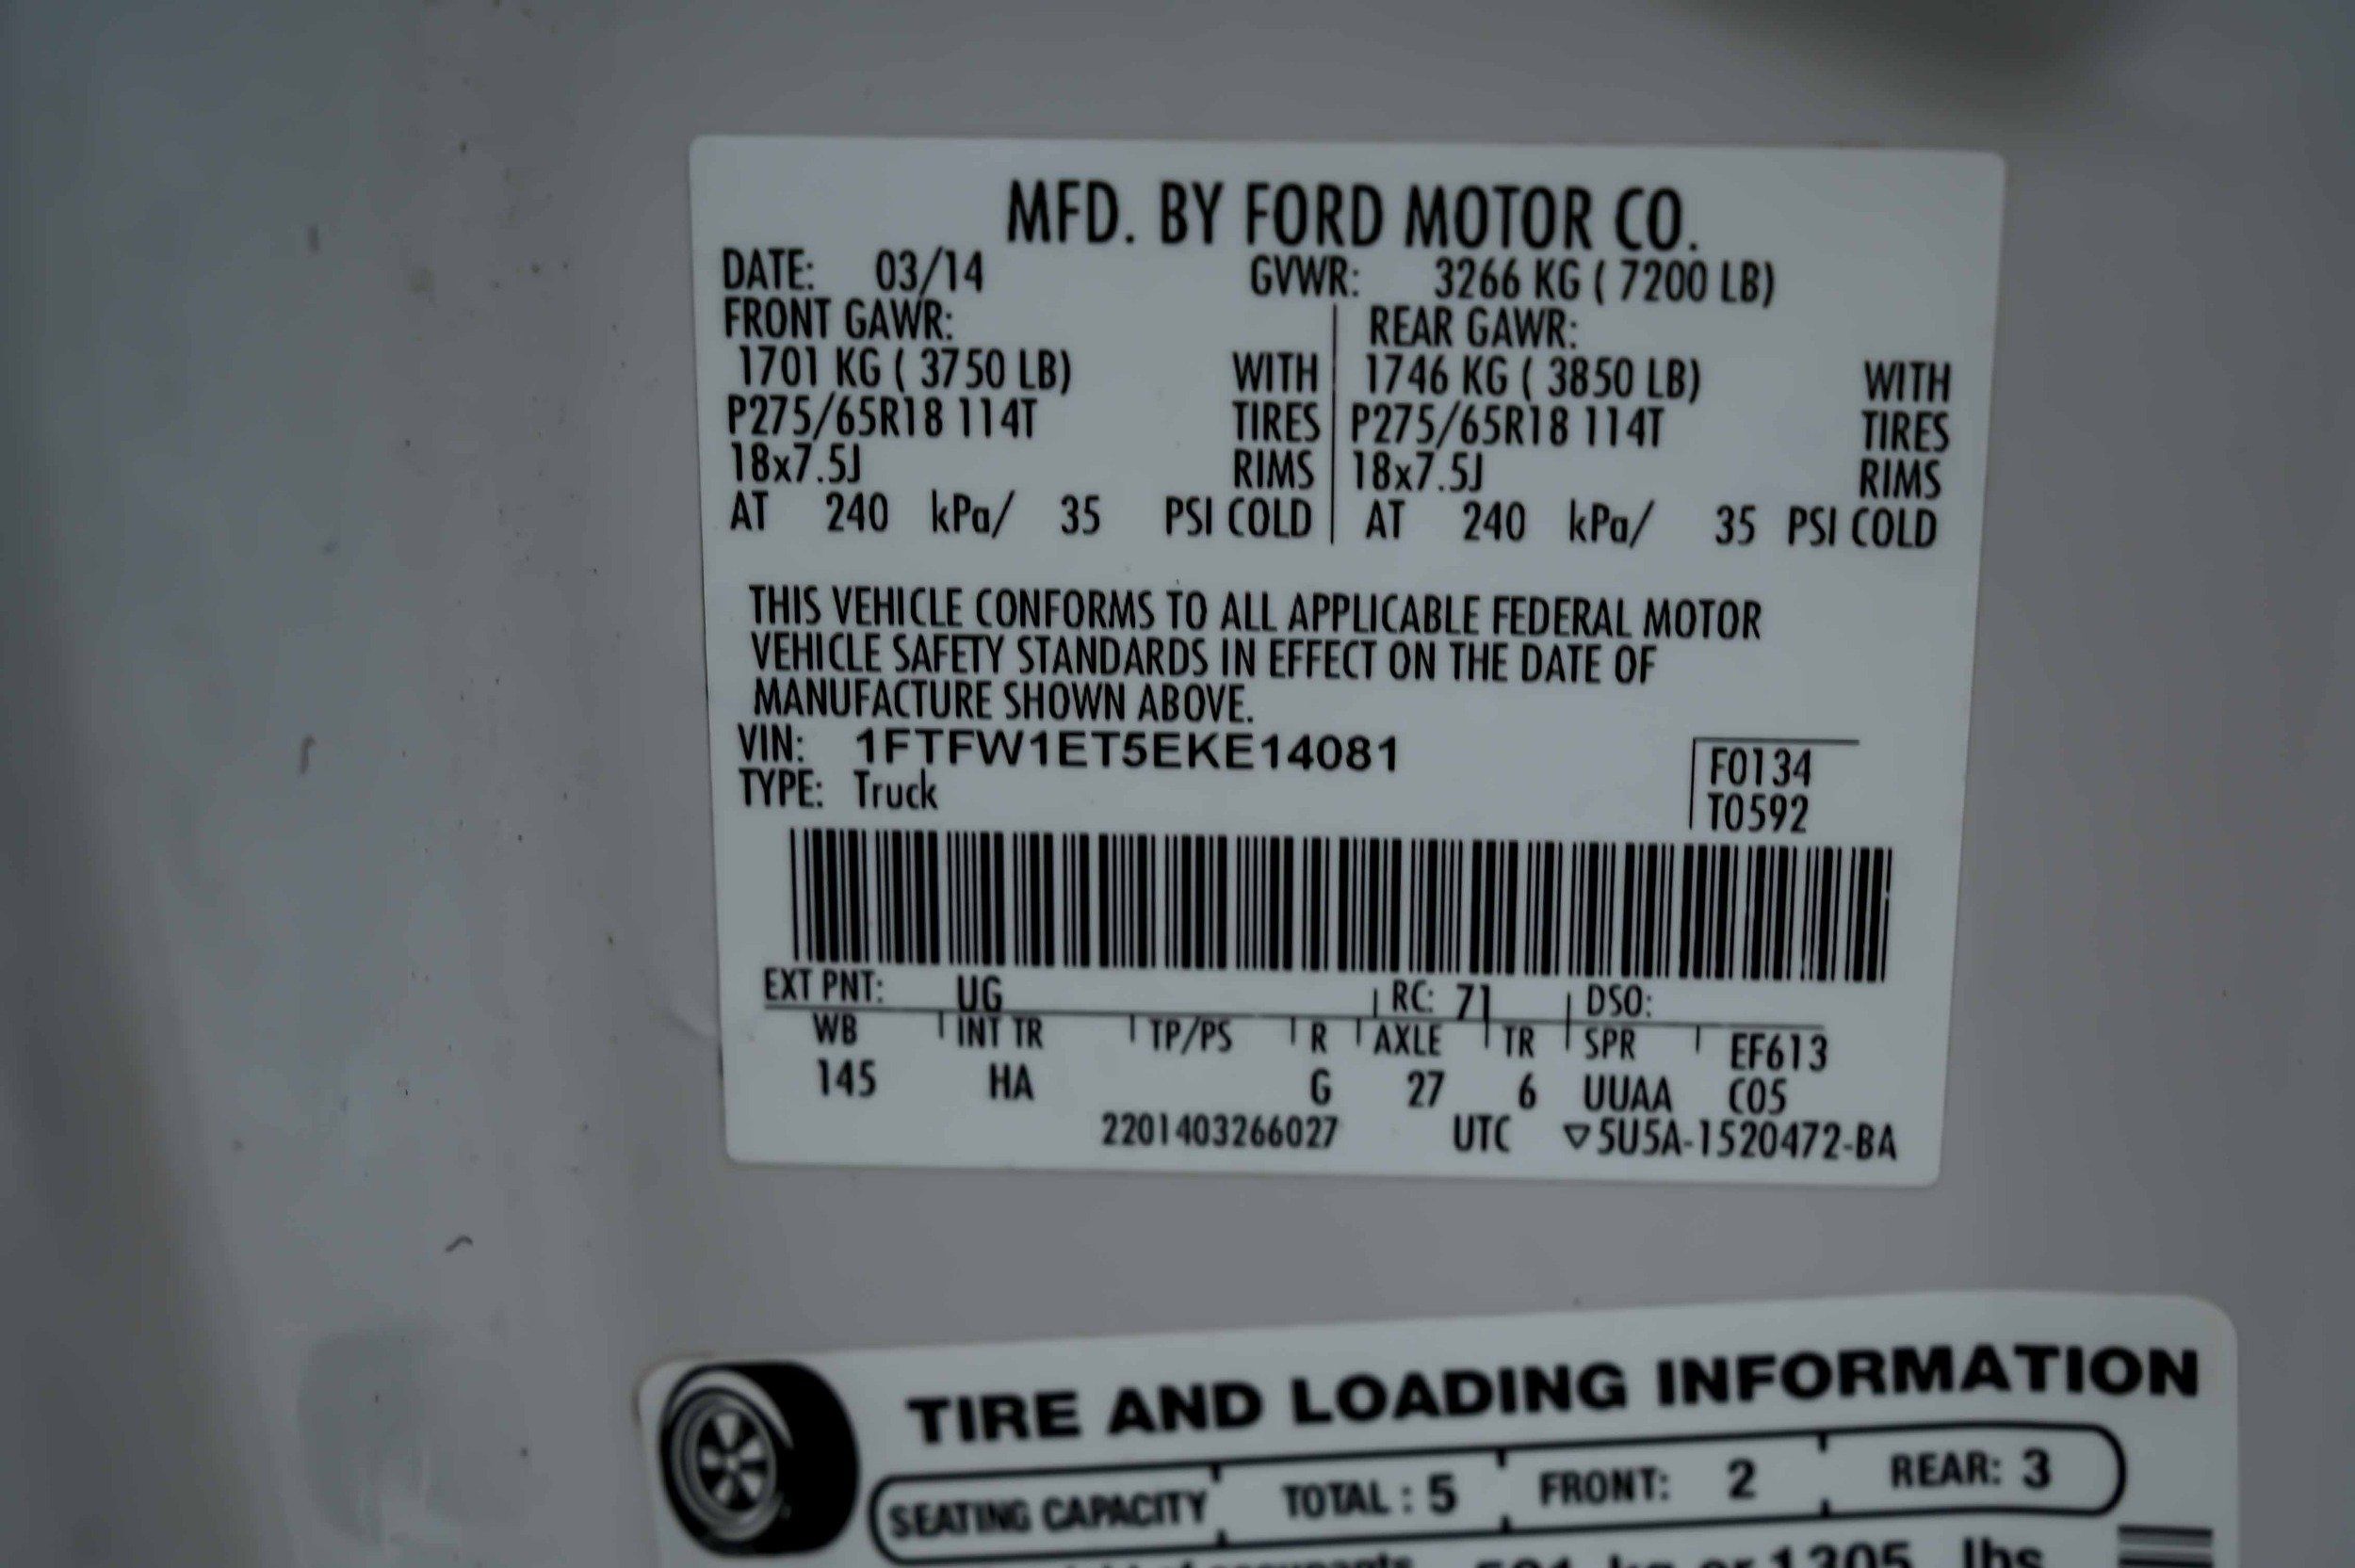 MFD. BY FORD MOTOR CO.
DATE: 03/14 GVWR: 3266 KG ( 7200 LB)
FRONT GAWR: REAR GAWR:
1701 KG ( 3750 LB) WITH 1746 KG ( 3850 LB) WITH
P275/65R18 114T TIRES P275/65R18 114T TIRES
18x7.5J RIMS 18x7.5J RIMS
AT 240 kPa/ 35 PSI COLD AT 240 kPa/ 35 PSI COLD
THIS VEHICLE CONFORMS TO ALL APPLICABLE FEDERAL MOTOR
VEHICLE SAFETY STANDARDS IN EFFECT ON THE DATE OF
MANUFACTURE SHOWN ABOVE.
VIN: 1FTFW1ET5EKE14081 F0134
TYPE: Truck T0592
EXT PNT: UG RC: 71 DSO:
WB INT TR TP/PS R AXLE TR SPR EF613
145 HA G 27 6 UUAA C05
2201403266027 UTC ▽5U5A-1520472-BA
TIRE AND LOADING INFORMATION
SEATING CAPACITY TOTAL : 5 FRONT: 2 REAR: 3
of occupants kg or 1305 lbs